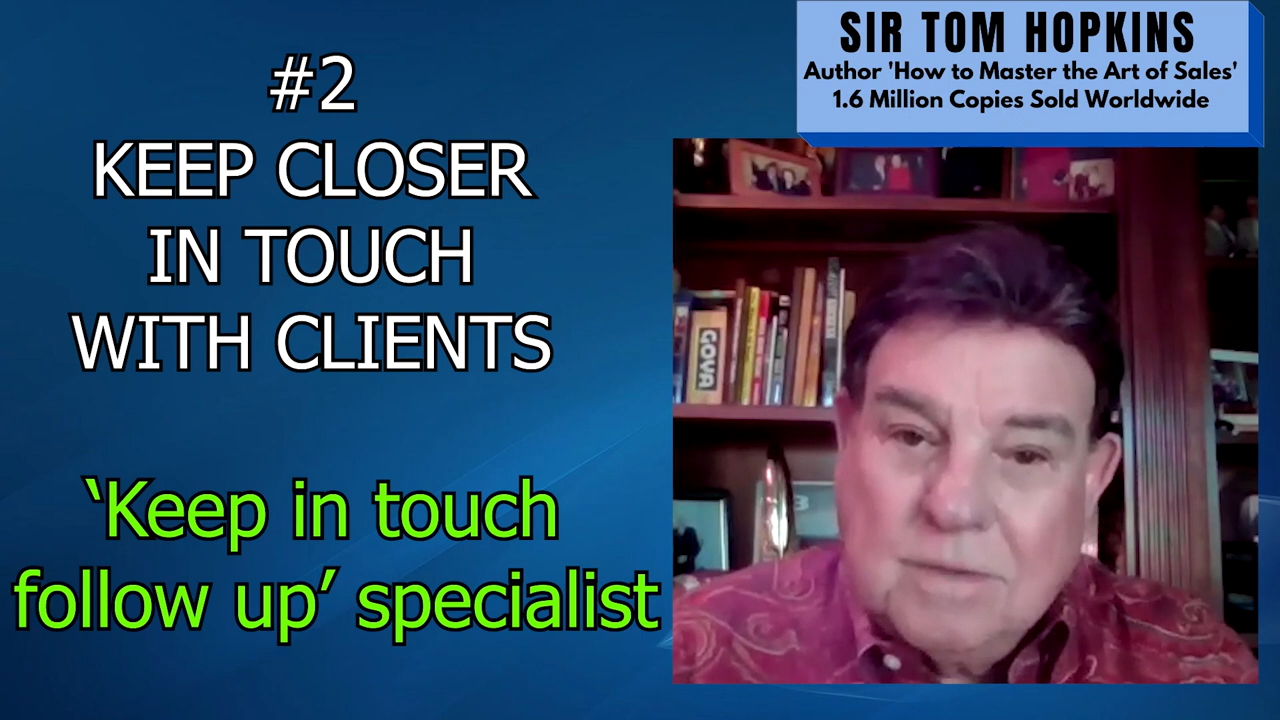 #2
KEEP CLOSER
IN TOUCH
WITH CLIENTS
‘Keep in touch
follow up’ specialist
SIR TOM HOPKINS
Author 'How to Master the Art of Sales'
1.6 Million Copies Sold Worldwide